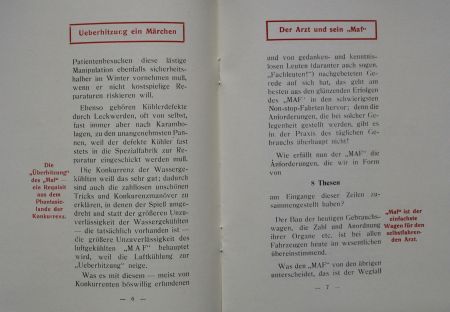 Ueberhitzung ein Märchen
Patientenbesuchen diese lästige
Manipulation ebenfalls sicherheits-
halber im Winter vornehmen muß,
wenn er nicht kostspielige Re-
paraturen riskieren will.
Ebenso gehören Kühlerdefekte
durch Leckwerden, oft von selbst,
fast immer aber nach Karambo-
lagen, zu den unangenehmsten Pan-
nen, weil der defekte Kühler fast
stets in die Spezialfabrik zur Re-
paratur eingeschickt werden muß.
Die
„Überhitzung“
des „Maf“ —
ein Requisit
aus dem
Phantasie-
lande der
Konkurrenz.
Die Konkurrenz der Wasserge-
kühlten weiß das sehr gut; dadurch
sind auch die zahllosen unschönen
Tricks und Konkurrenzmanöver zu
erklären, in denen der Spieß umge-
dreht und statt der größeren Unzu-
verlässigkeit der Wassergekühlten
— die tatsächlich vorhanden ist —
die größere Unzuverlässigkeit des
luftgekühlten „MAF“ behauptet
wird, weil die Luftkühlung zur
„Ueberhitzung“ neige.
Was es mit diesem — meist von
Konkurrenten böswillig erfundenen
— 6 —
Der Arzt und sein „Maf“
und von gedanken- und kenntnis-
losen Leuten (darunter auch sogen.
„Fachleuten!“) nachgebeteten Ge-
rede auf sich hat, das geht am
besten aus den glänzenden Erfolgen
des „MAF“ in den schwierigsten
Non-stop-Fahrten hervor; denn die
Anforderungen, die bei solcher Ge-
legenheit gestellt werden, gibt es
in der Praxis des täglichen Ge-
brauchs überhaupt nicht!
Wie erfüllt nun der „MAF“ die
Anforderungen, die wir in Form
von
8 Thesen
am Eingange dieser Zeilen zu-
sammengestellt haben?
Der Bau der heutigen Gebrauchs-
wagen, die Zahl und Anordnung
ihrer Organe etc. ist bei allen
Fahrzeugen heute im wesentlichen
übereinstimmend.
„Maf“ ist der
einfachste
Wagen für den
selbstfahren-
den Arzt.
Was den „MAF“ von den übrigen
unterscheidet, das ist der Wegfall
— 7 —